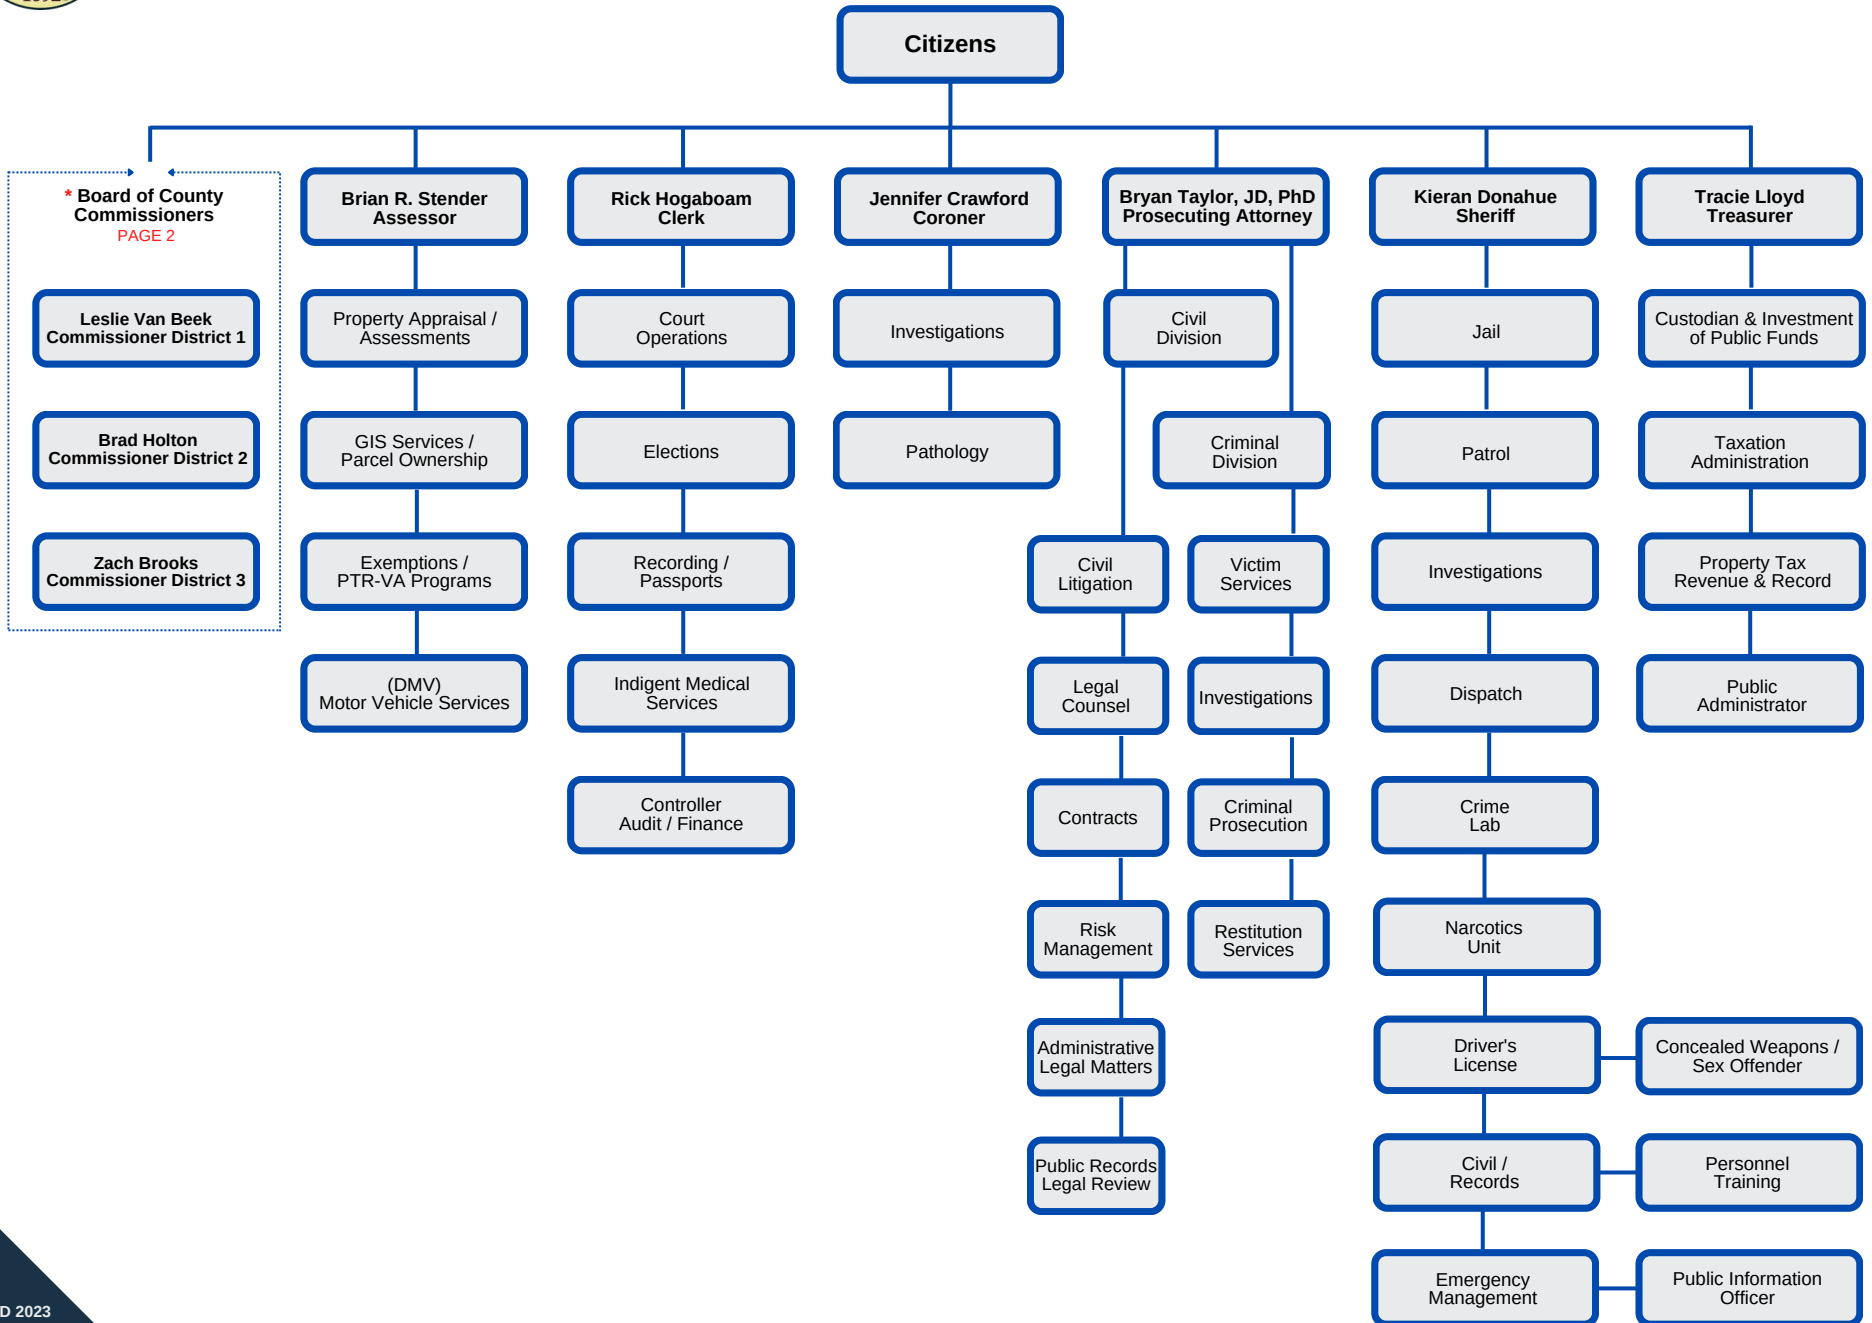 Citizens
* Board of County
Commissioners
PAGE 2
Leslie Van Beek
Commissioner District 1
Brad Holton
Commissioner District 2
Zach Brooks
Commissioner District 3
Brian R. Stender
Assessor
Property Appraisal /
Assessments
GIS Services /
Parcel Ownership
Exemptions /
PTR-VA Programs
(DMV)
Motor Vehicle Services
Rick Hogaboam
Clerk
Court
Operations
Elections
Recording /
Passports
Indigent Medical
Services
Controller
Audit / Finance
Jennifer Crawford
Coroner
Investigations
Pathology
Bryan Taylor, JD, PhD
Prosecuting Attorney
Civil
Division
Civil
Litigation
Legal
Counsel
Contracts
Risk
Management
Administrative
Legal Matters
Public Records
Legal Review
Criminal
Division
Victim
Services
Investigations
Criminal
Prosecution
Restitution
Services
Kieran Donahue
Sheriff
Jail
Patrol
Investigations
Dispatch
Crime
Lab
Narcotics
Unit
Driver's
License
Concealed Weapons /
Sex Offender
Civil /
Records
Personnel
Training
Emergency
Management
Public Information
Officer
Tracie Lloyd
Treasurer
Custodian & Investment
of Public Funds
Taxation
Administration
Property Tax
Revenue & Record
Public
Administrator
D 2023